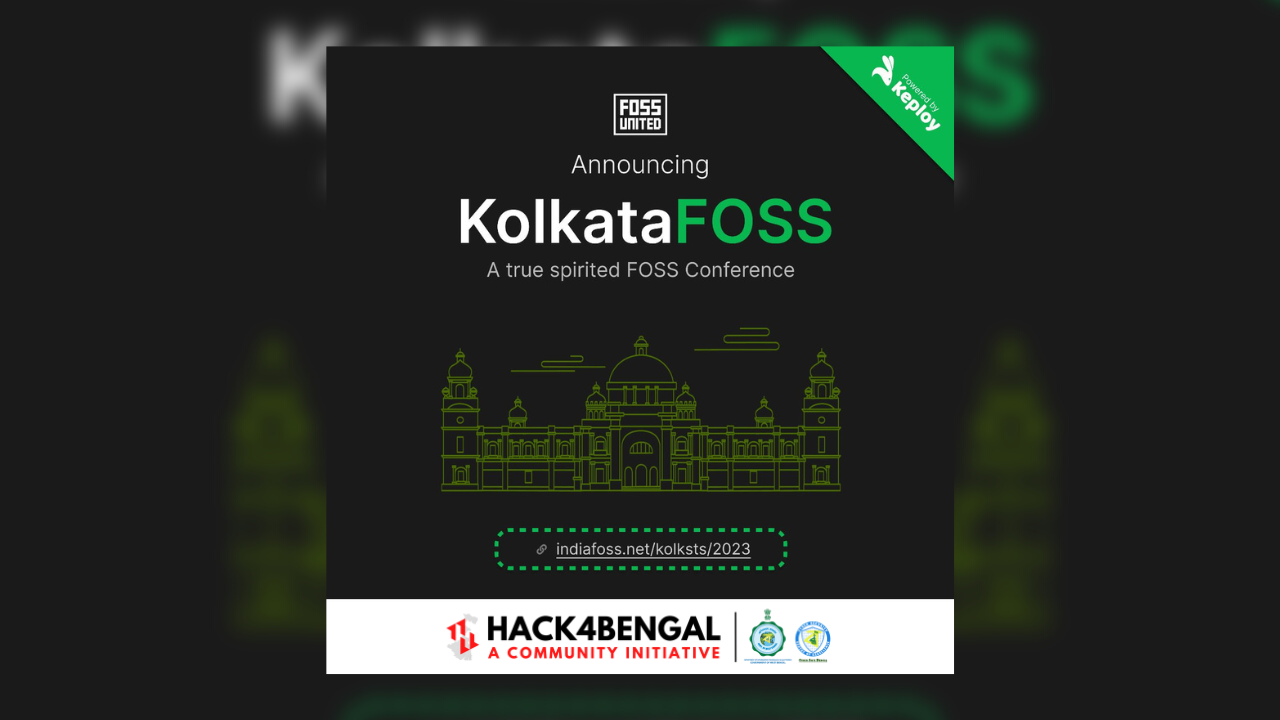 FOSS
UNITED
Powered by
Keploy
Announcing
KolkataFOSS
A true spirited FOSS Conference
indiafoss.net/kolksts/2023
HACK4BENGAL
A COMMUNITY INITIATIVE